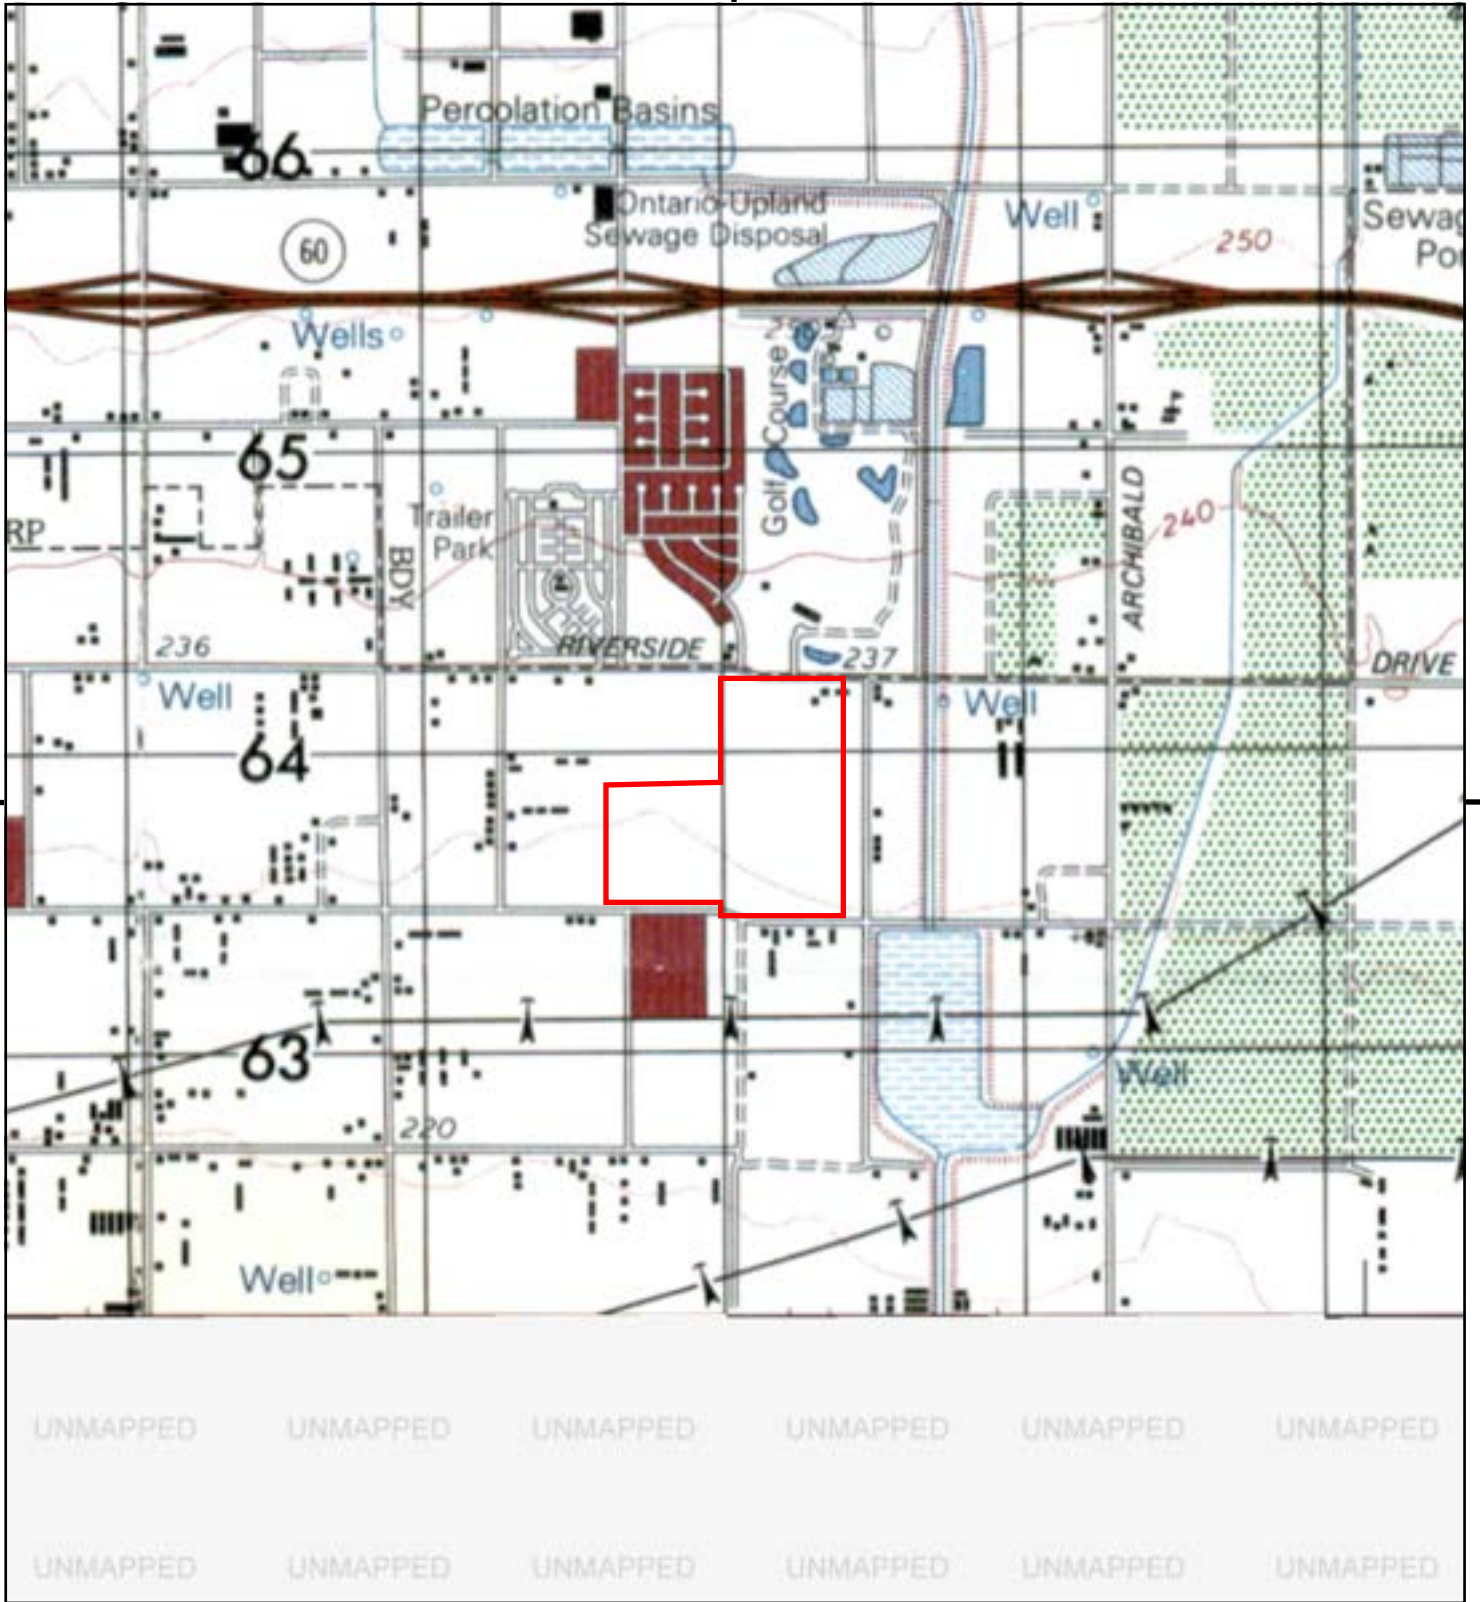 Percolation Basins
66
Ontario-Upland
Sewage Disposal
Well
Sewag
Po
60
250
Wells
Golf Course
65
Trailer
Park
RP
BDY
ARCHIBALD
240
236
RIVERSIDE
237
DRIVE
Well
Well
64
63
Well
220
Well
UNMAPPED UNMAPPED UNMAPPED UNMAPPED UNMAPPED UNMAPPED
UNMAPPED UNMAPPED UNMAPPED UNMAPPED UNMAPPED UNMAPPED